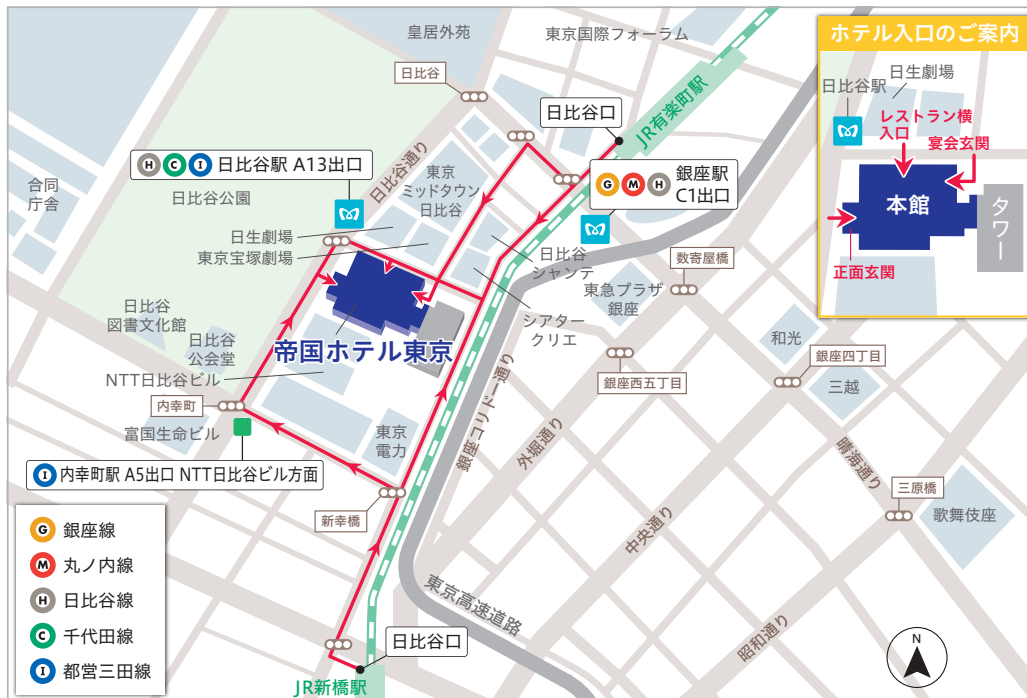 皇居外苑
東京国際フォーラム
日比谷
日比谷口
JR有楽町駅
H C I 日比谷駅 A13出口
日比谷通り
東京
ミッドタウン
日比谷
G M H 銀座駅
C1出口
合同
庁舎
日比谷公園
日生劇場
東京宝塚劇場
日比谷
シャンテ
数寄屋橋
東急プラザ
銀座
シアター
クリエ
日比谷
図書文化館
日比谷
公会堂
帝国ホテル東京
NTT日比谷ビル
和光
銀座四丁目
銀座西五丁目
三越
内幸町
富国生命ビル
東京
電力
銀座コリドー通り
外堀通り
晴海通り
I 内幸町駅 A5出口 NTT日比谷ビル方面
新幸橋
三原橋
歌舞伎座
中央通り
東京高速道路
昭和通り
日比谷口
JR新橋駅
N
G 銀座線
M 丸ノ内線
H 日比谷線
C 千代田線
I 都営三田線
ホテル入口のご案内
日生劇場
日比谷駅
レストラン横
入口
宴会玄関
本館
タワー
正面玄関